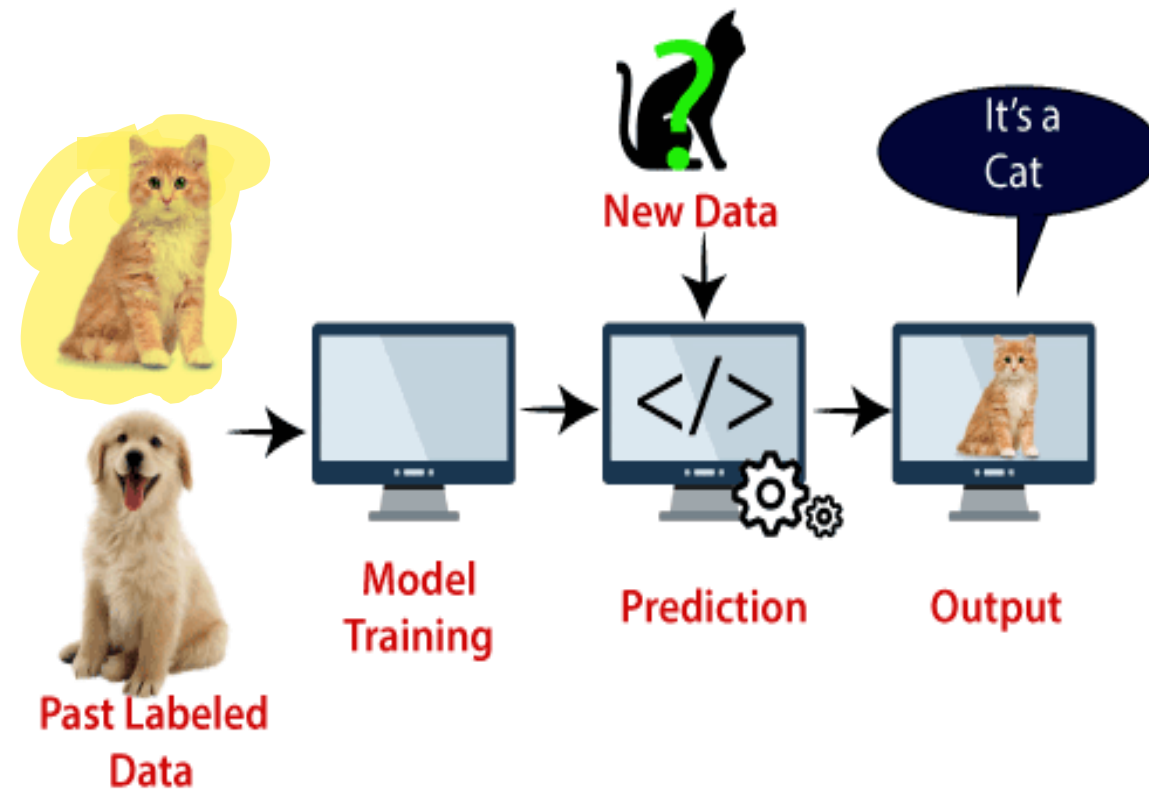 It's a
Cat
New Data
</>
Model
Training
Prediction
Output
Past Labeled
Data